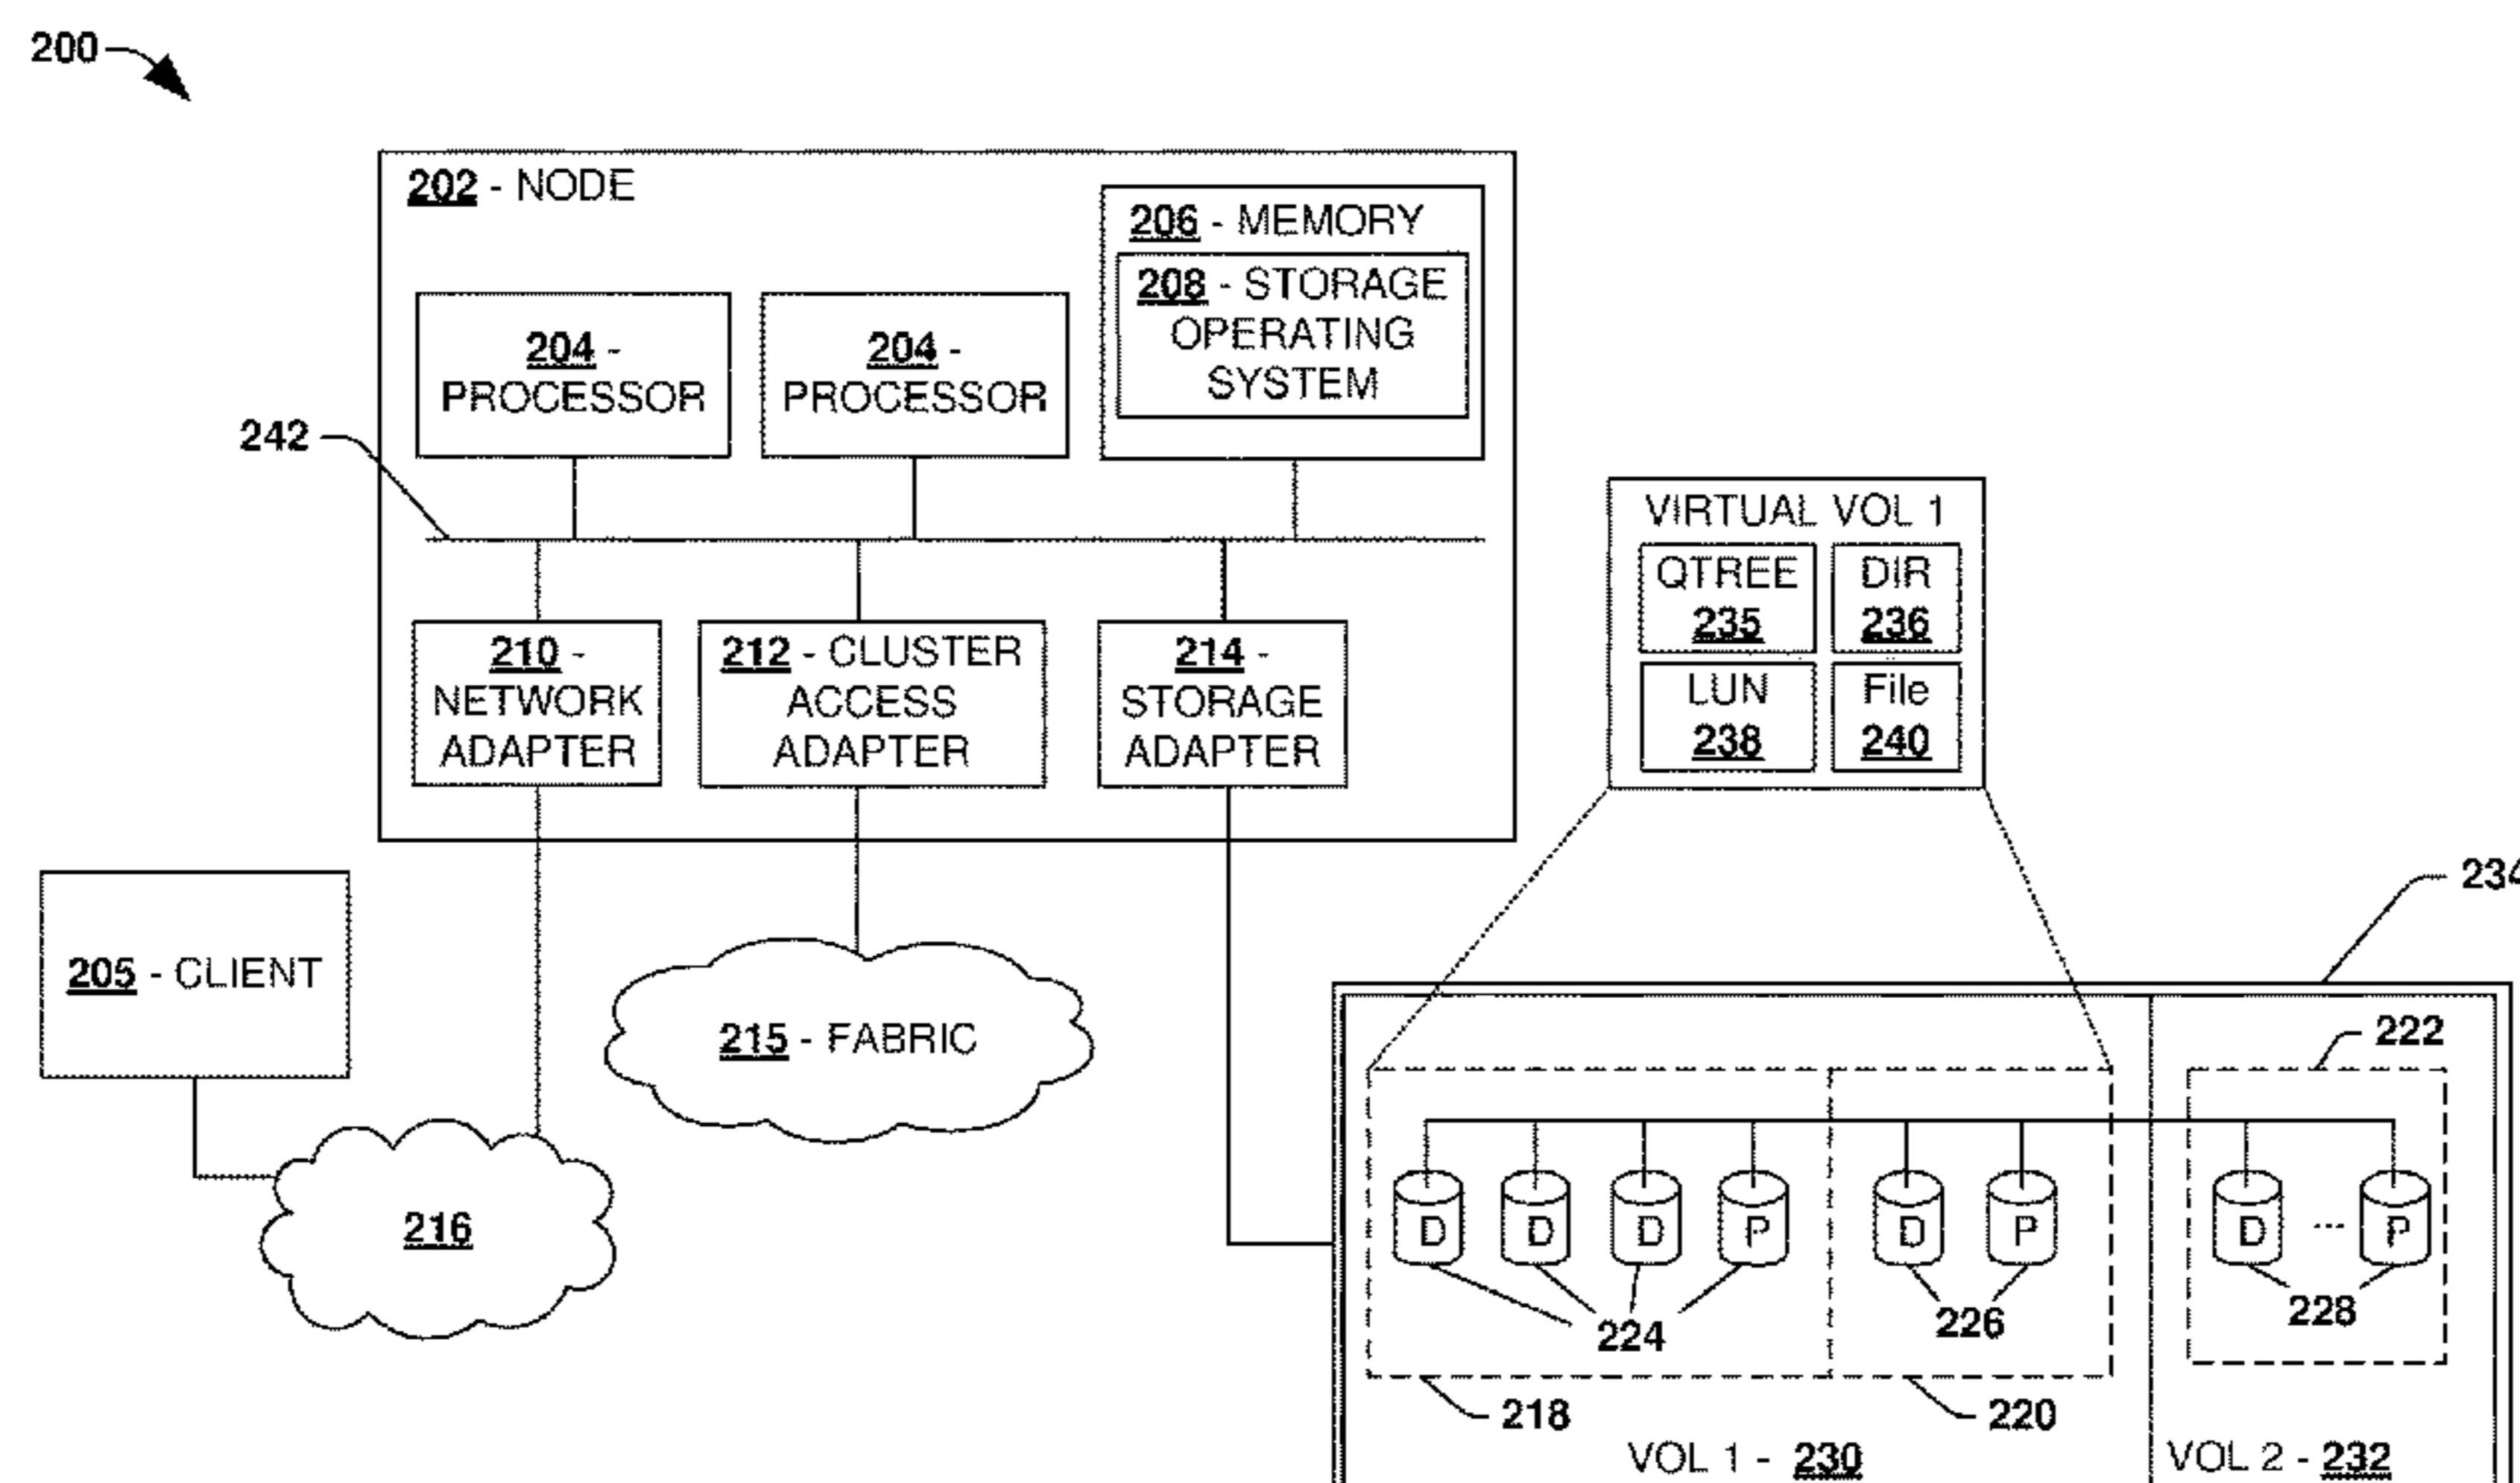 200
202 - NODE
206 - MEMORY
208 - STORAGE
OPERATING
SYSTEM
204 -
PROCESSOR
204 -
PROCESSOR
242
VIRTUAL VOL 1
QTREE
235
DIR
236
LUN
238
File
240
210 -
NETWORK
ADAPTER
212 - CLUSTER
ACCESS
ADAPTER
214 -
STORAGE
ADAPTER
234
205 - CLIENT
215 - FABRIC
222
216
D
D
D
P
D
P
D
...
P
224
226
228
218
220
VOL 1 - 230
VOL 2 - 232